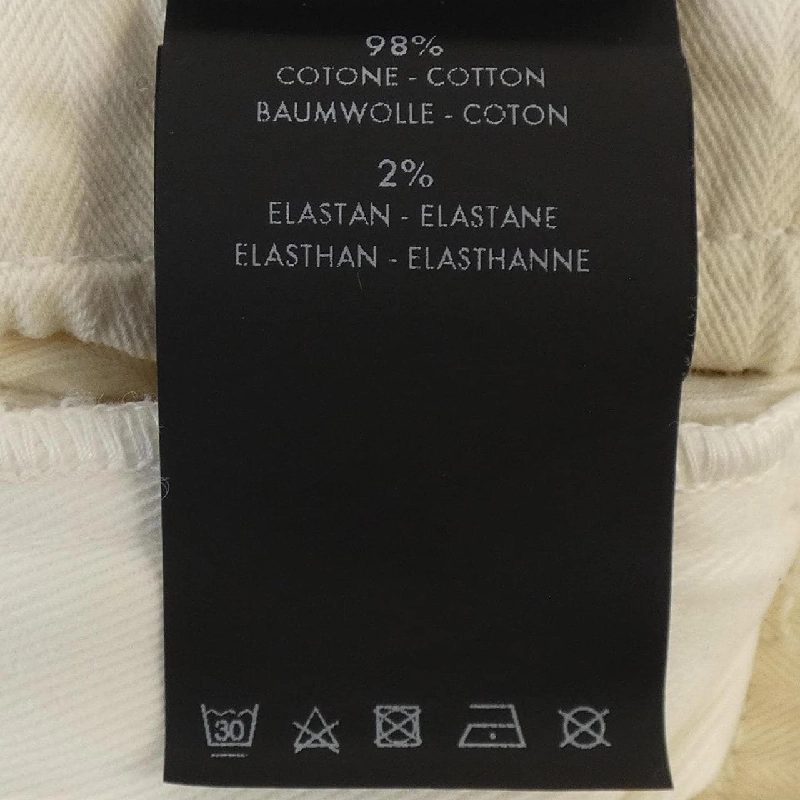 98%
COTONE - COTTON
BAUMWOLLE - COTON
2%
ELASTAN - ELASTANE
ELASTHAN - ELASTHANNE
30